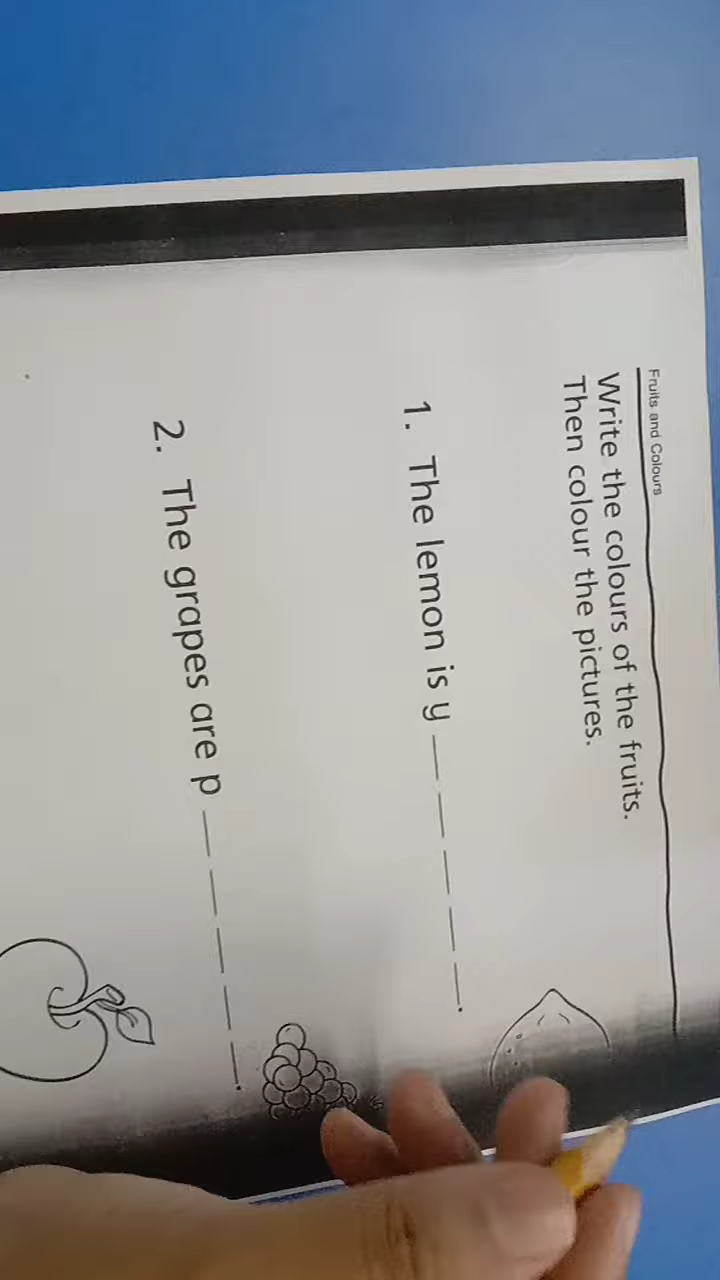 Fruits and Colours
Write the colours of the fruits.
Then colour the pictures.
1. The lemon is y _ _ _ _ _.
2. The grapes are p _ _ _ _ _.